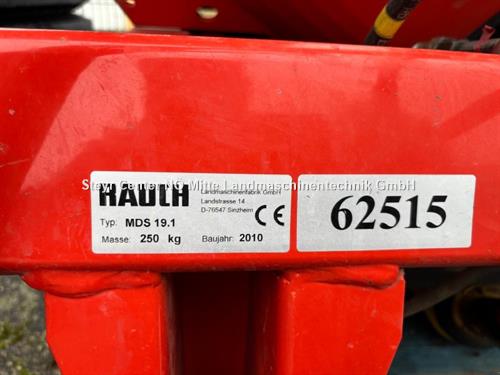 Steyr Center NÖ Mitte Landmaschinentechnik GmbH
RAUCH
Landmaschinenfabrik GmbH
Landstrasse 14
D-76547 Sinzheim
CE
Typ: MDS 19.1
Masse: 250 kg Baujahr: 2010
62515